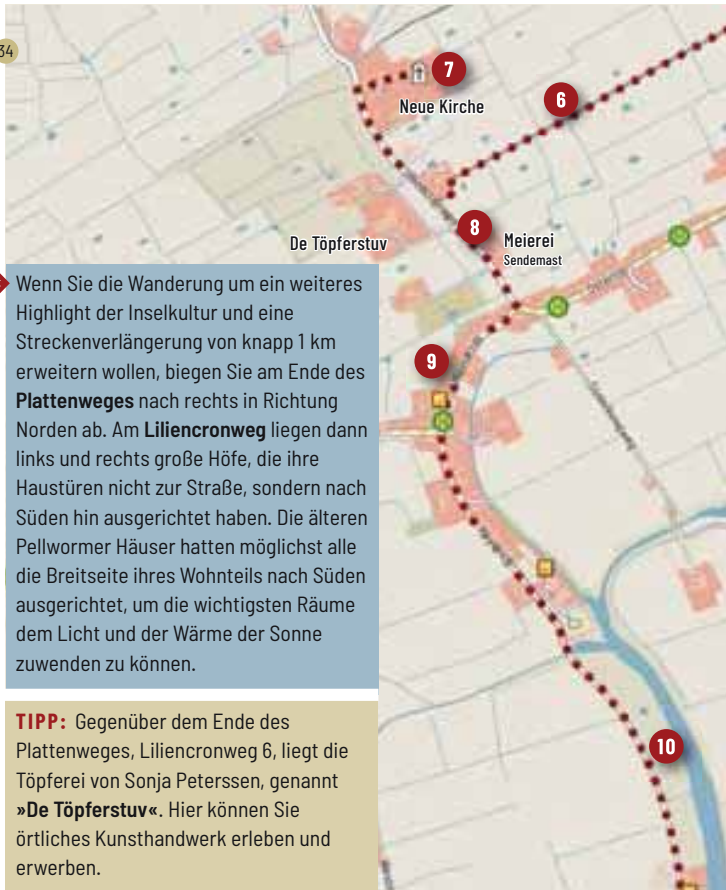 34
7
Neue Kirche
6
De Töpferstuv
8
Meierei
Sendemast
9
10
Wenn Sie die Wanderung um ein weiteres
Highlight der Inselkultur und eine
Streckenverlängerung von knapp 1 km
erweitern wollen, biegen Sie am Ende des
Plattenweges nach rechts in Richtung
Norden ab. Am Liliencronweg liegen dann
links und rechts große Höfe, die ihre
Haustüren nicht zur Straße, sondern nach
Süden hin ausgerichtet haben. Die älteren
Pellwormer Häuser hatten möglichst alle
die Breitseite ihres Wohnteils nach Süden
ausgerichtet, um die wichtigsten Räume
dem Licht und der Wärme der Sonne
zuwenden zu können.
TIPP: Gegenüber dem Ende des
Plattenweges, Liliencronweg 6, liegt die
Töpferei von Sonja Peterssen, genannt
»De Töpferstuv«. Hier können Sie
örtliches Kunsthandwerk erleben und
erwerben.